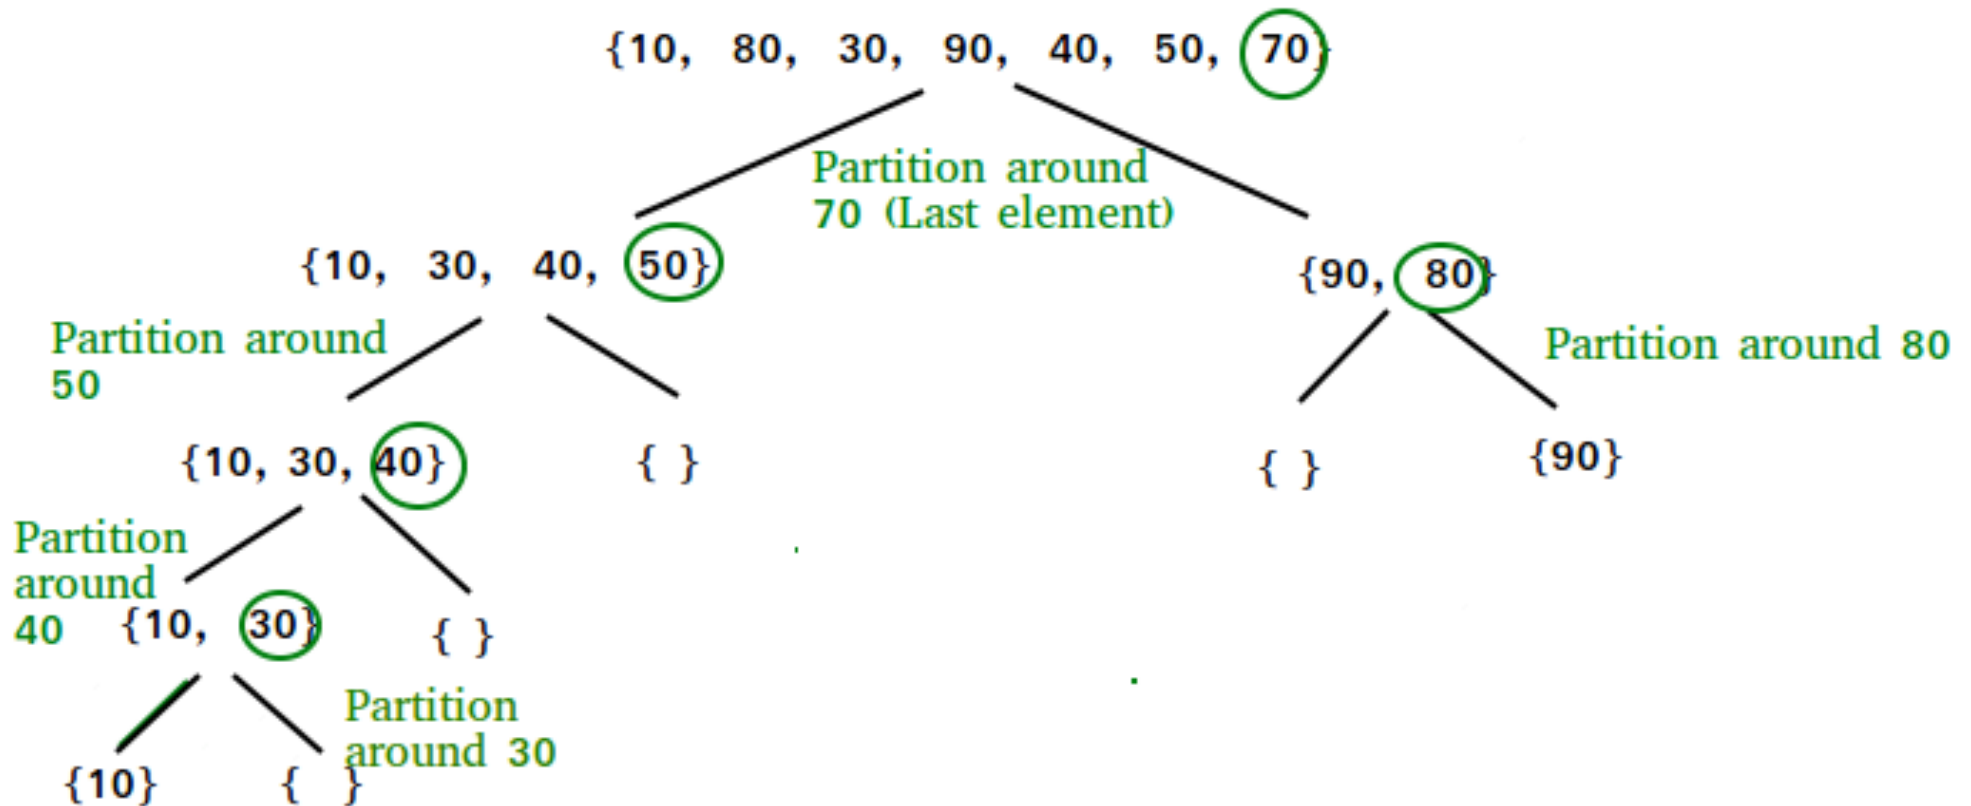 {10, 80, 30, 90, 40, 50, 70}
Partition around
70 (Last element)
{10, 30, 40, 50}
{90, 80}
Partition around
50
Partition around 80
{10, 30, 40}
{ }
{ }
{90}
Partition
around
40
{10, 30}
{ }
Partition
around 30
{10}
{ }